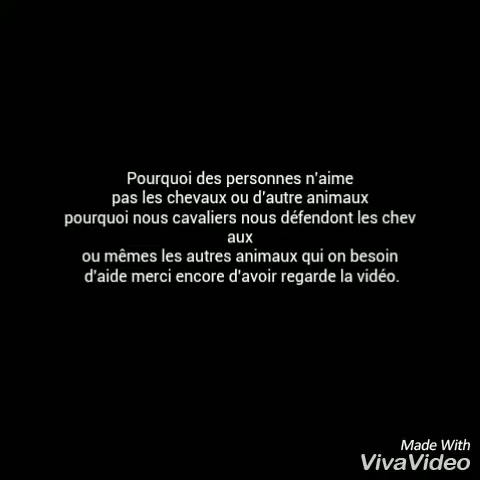 Pourquoi des personnes n'aime
pas les chevaux ou d'autre animaux
pourquoi nous cavaliers nous défendont les chev
aux
ou mêmes les autres animaux qui on besoin
d'aide merci encore d'avoir regarde la vidéo.
Made With
VivaVideo